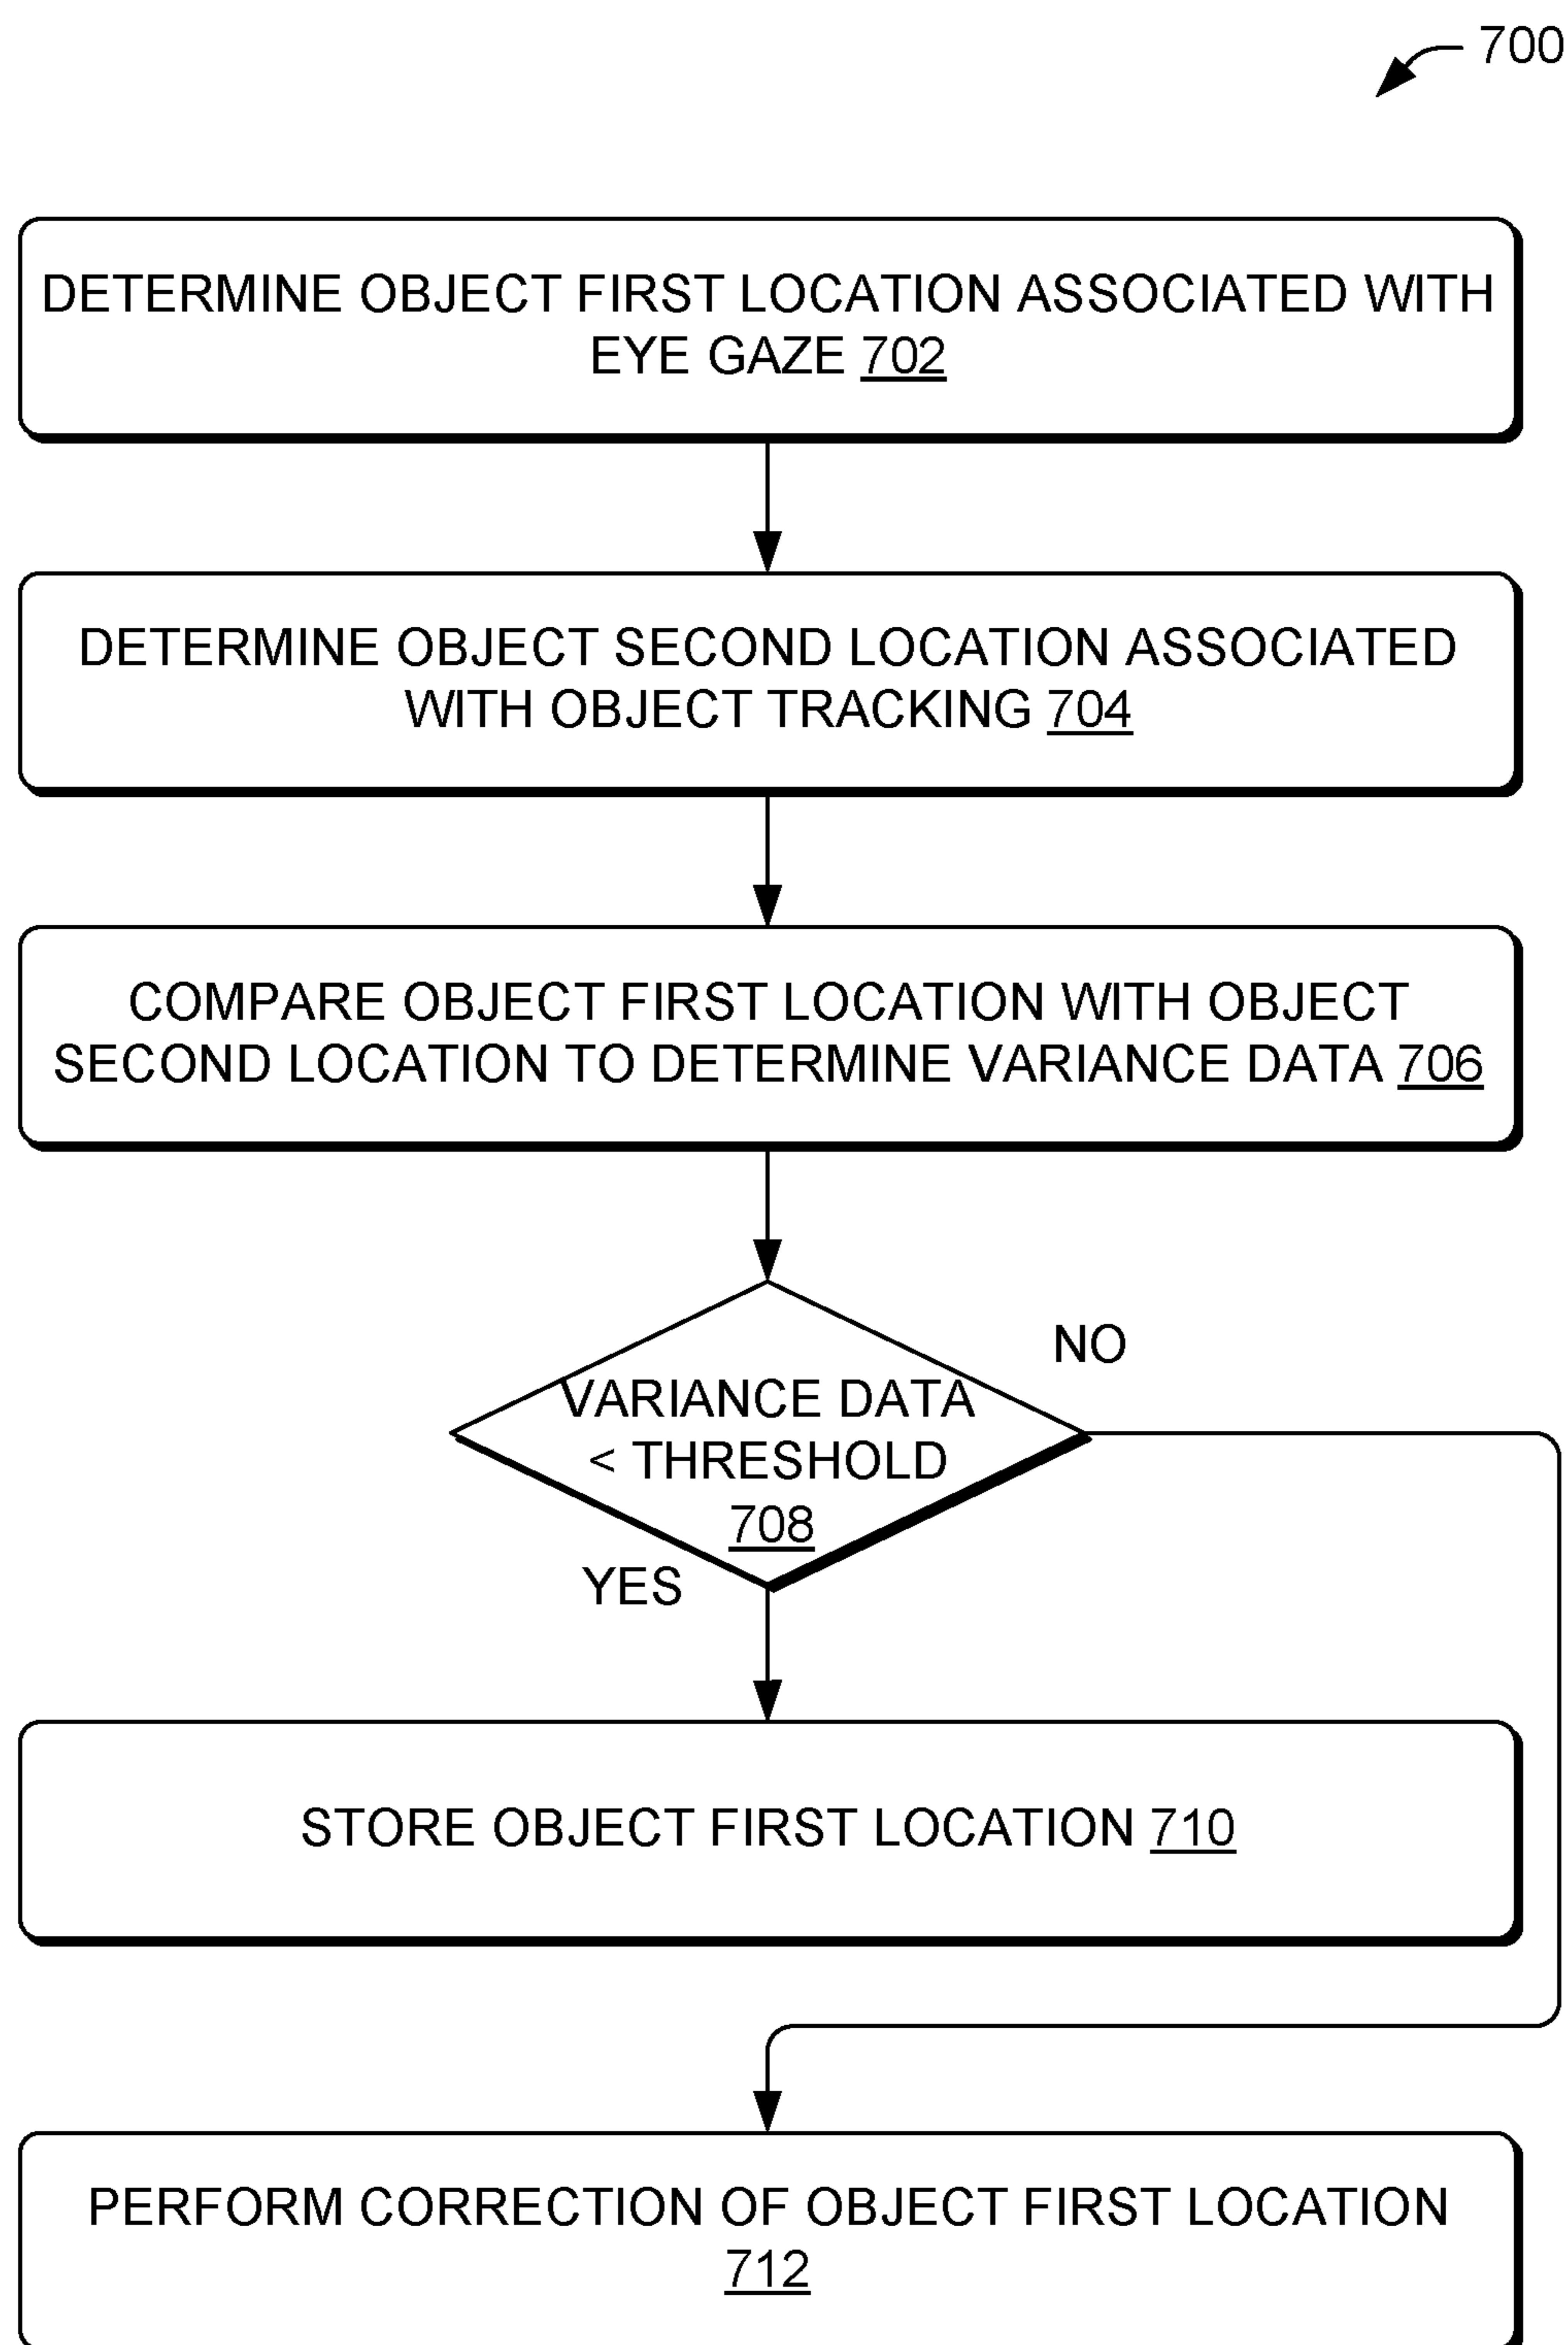 700
DETERMINE OBJECT FIRST LOCATION ASSOCIATED WITH
EYE GAZE 702
DETERMINE OBJECT SECOND LOCATION ASSOCIATED
WITH OBJECT TRACKING 704
COMPARE OBJECT FIRST LOCATION WITH OBJECT
SECOND LOCATION TO DETERMINE VARIANCE DATA 706
NO
VARIANCE DATA
< THRESHOLD
708
YES
STORE OBJECT FIRST LOCATION 710
PERFORM CORRECTION OF OBJECT FIRST LOCATION
712